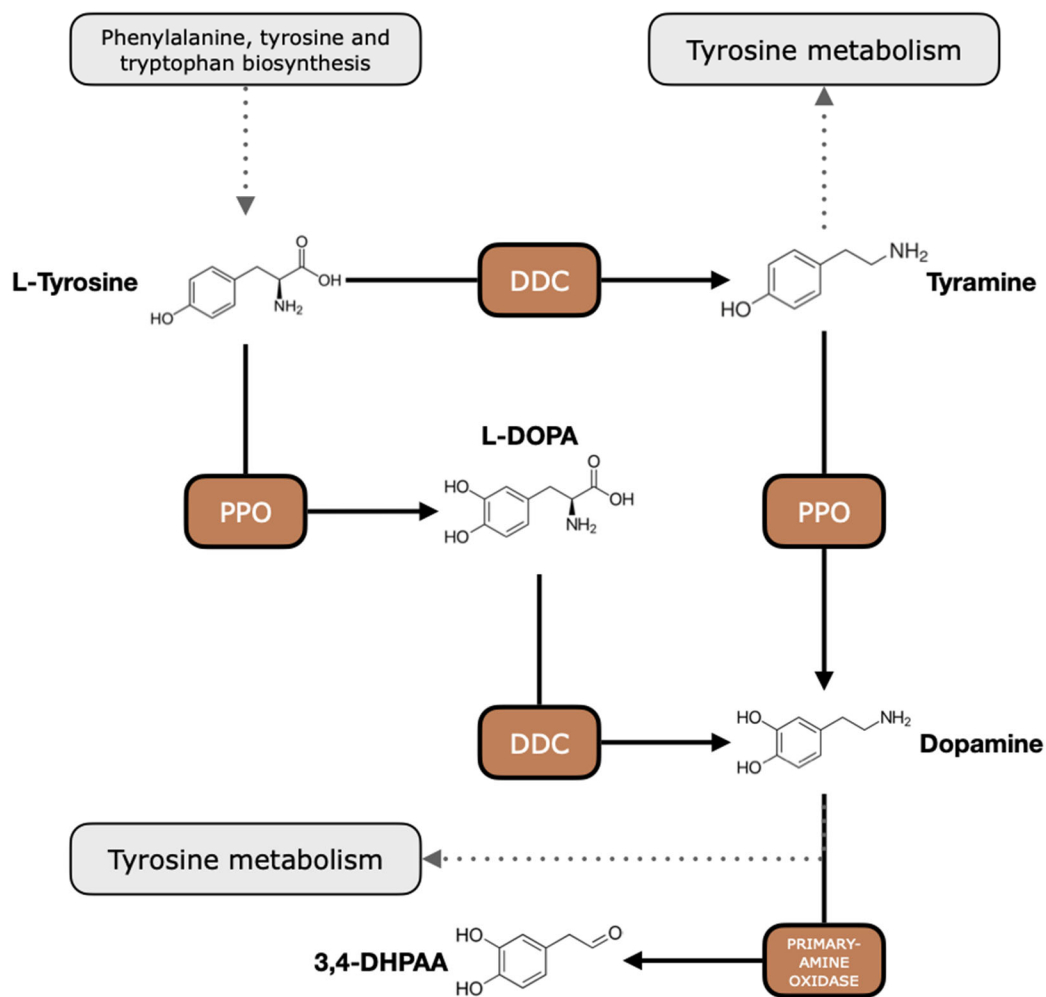 Phenylalanine, tyrosine and
tryptophan biosynthesis
Tyrosine metabolism
L-Tyrosine
O
OH
NH2
HO
DDC
NH2
HO
Tyramine
L-DOPA
HO
HO
O
OH
NH2
PPO
PPO
DDC
HO
HO
NH2
Dopamine
Tyrosine metabolism
3,4-DHPAA
HO
HO
O
PRIMARY-
AMINE
OXIDASE